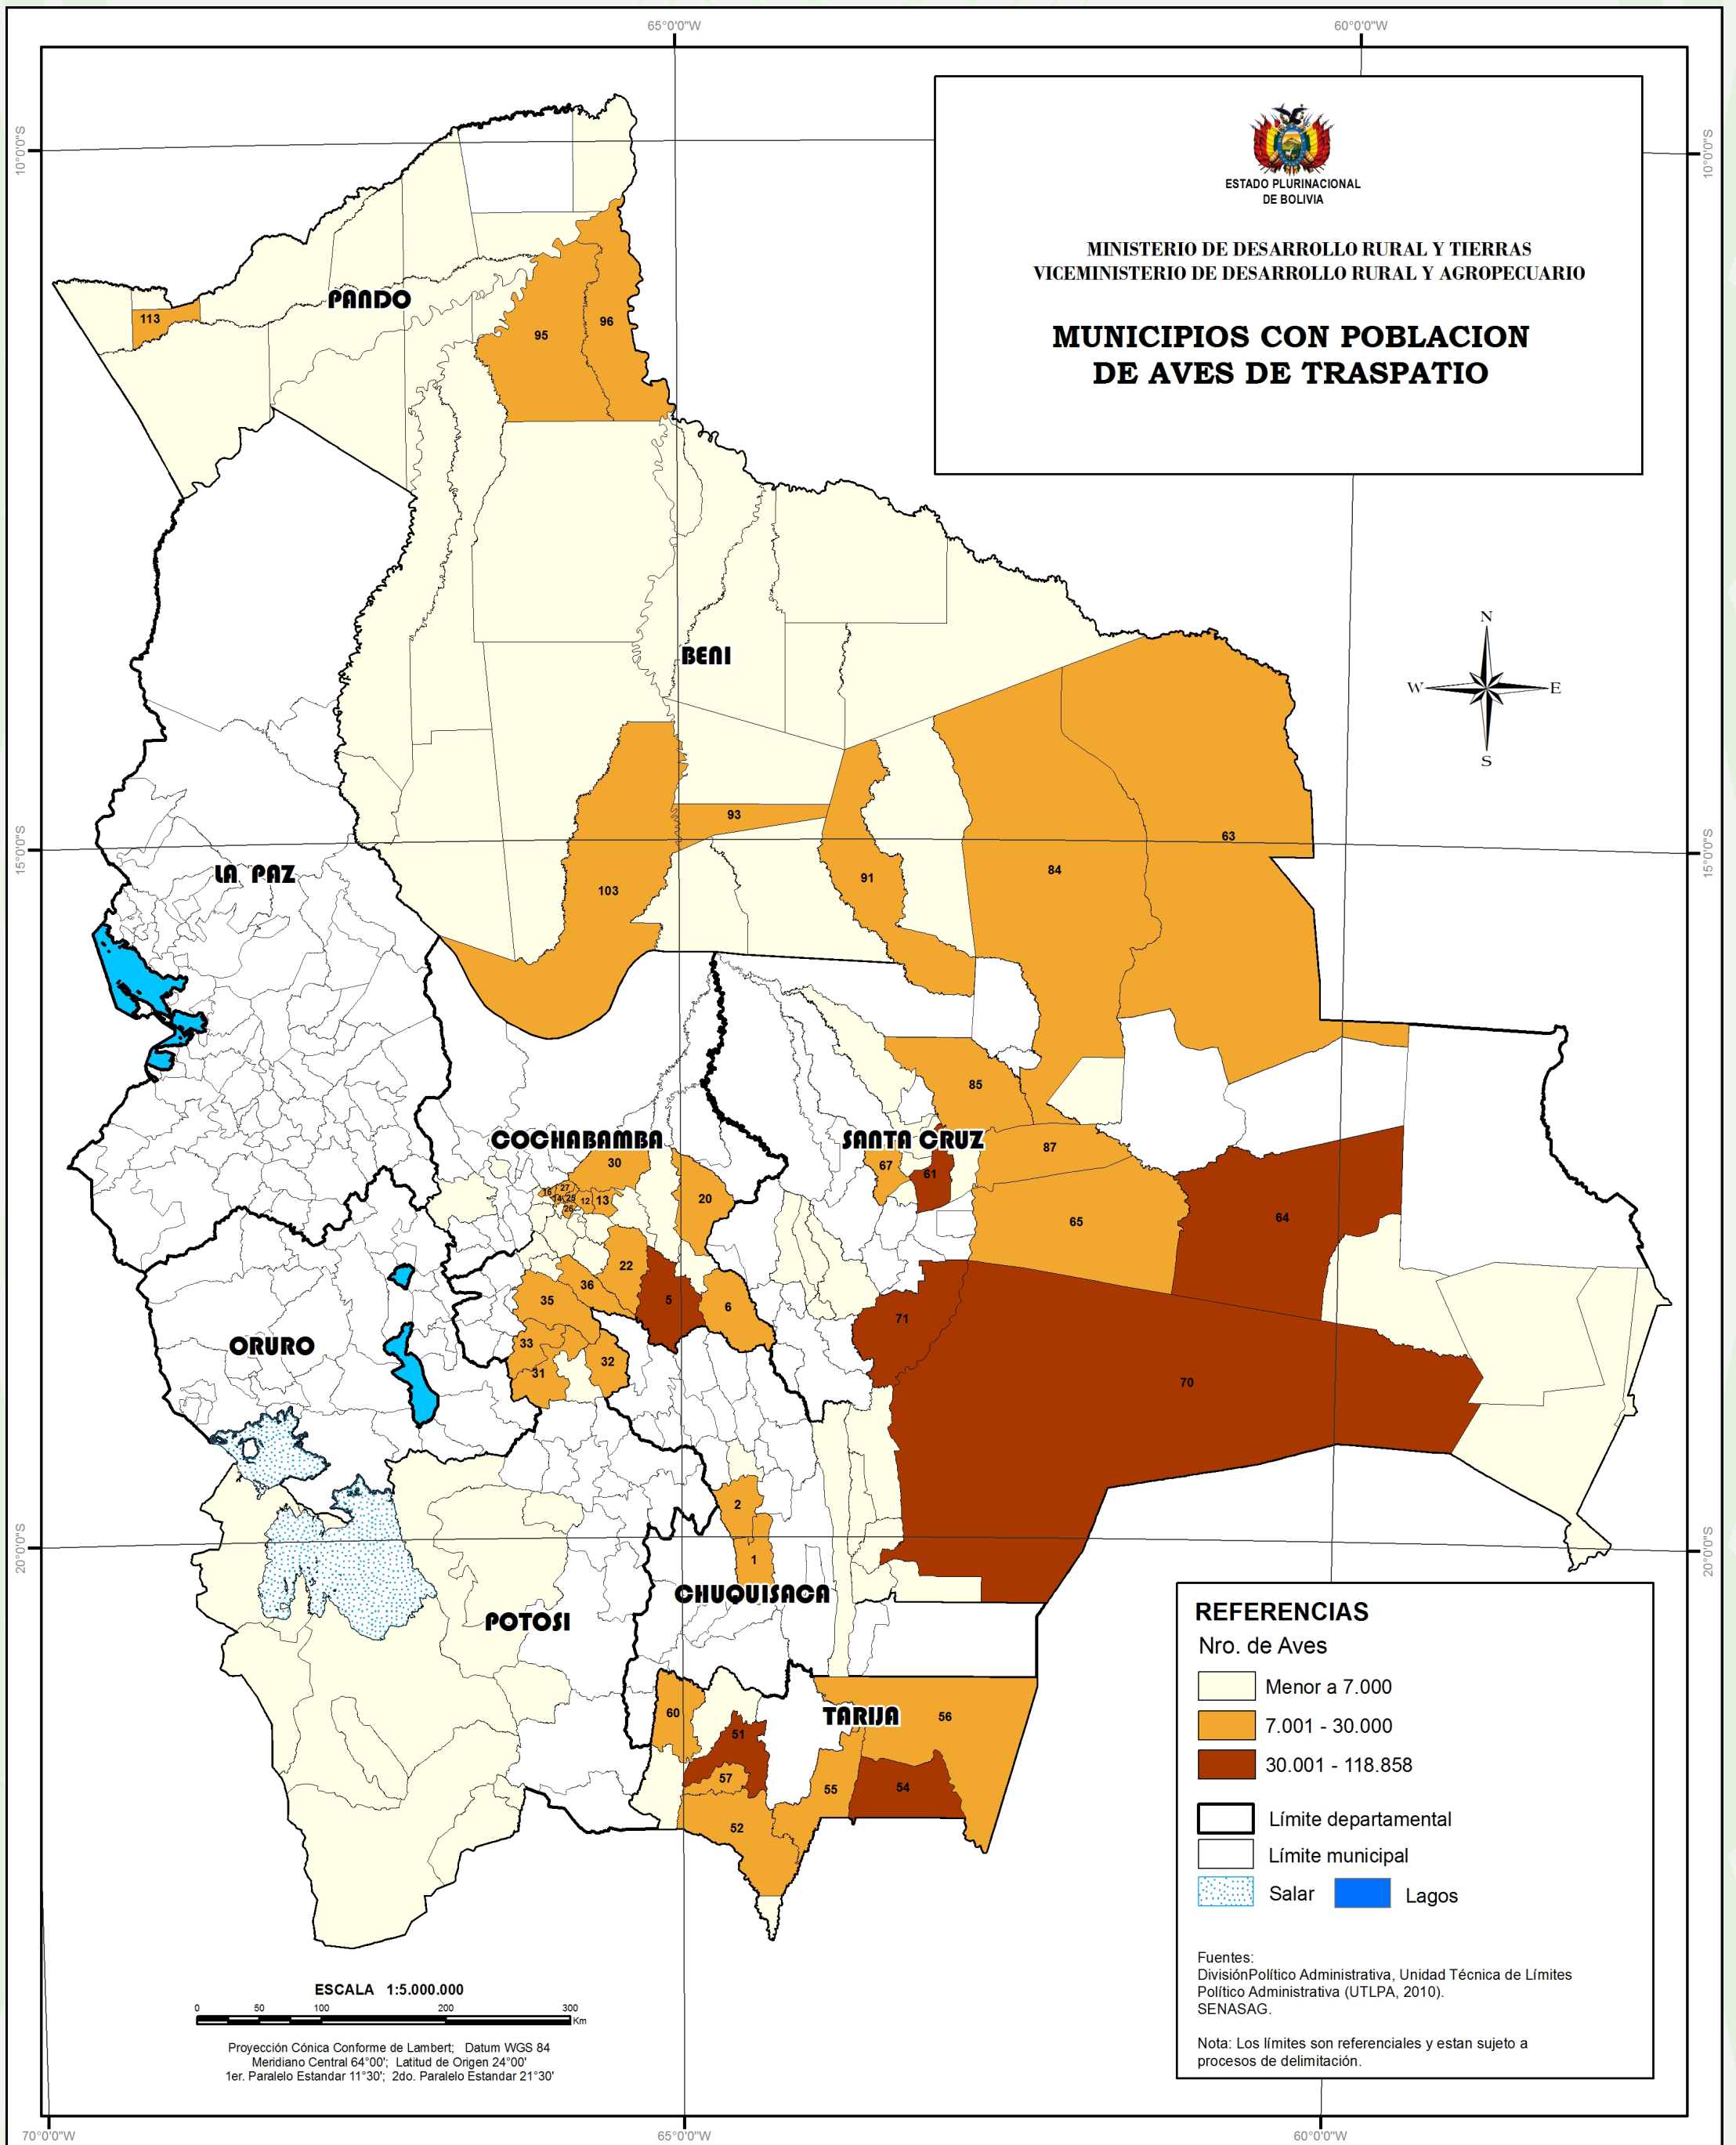 65°0'0"W
60°0'0"W
10°0'0"S
10°0'0"S
ESTADO PLURINACIONAL
DE BOLIVIA
MINISTERIO DE DESARROLLO RURAL Y TIERRAS
VICEMINISTERIO DE DESARROLLO RURAL Y AGROPECUARIO
MUNICIPIOS CON POBLACION
DE AVES DE TRASPATIO
PANDO
113
95
96
N
W
E
S
BENI
93
63
15°0'0"S
15°0'0"S
LA PAZ
103
91
84
85
COCHABAMBA
SANTA CRUZ
30
87
67
61
27
16
14
28
12
13
26
20
65
64
22
36
35
5
6
71
ORURO
33
32
31
70
2
1
20°0'0"S
20°0'0"S
CHUQUISACA
POTOSI
60
TARIJA
56
51
57
55
54
52
REFERENCIAS
Nro. de Aves
Menor a 7.000
7.001 - 30.000
30.001 - 118.858
Límite departamental
Límite municipal
Salar
Lagos
Fuentes:
DivisiónPolítico Administrativa, Unidad Técnica de Límites
Político Administrativa (UTLPA, 2010).
SENASAG.
Nota: Los límites son referenciales y estan sujeto a
procesos de delimitación.
ESCALA 1:5.000.000
0 50 100 200 300
Km
Proyección Cónica Conforme de Lambert; Datum WGS 84
Meridiano Central 64°00'; Latitud de Origen 24°00'
1er. Paralelo Estandar 11°30'; 2do. Paralelo Estandar 21°30'
70°0'0"W
65°0'0"W
60°0'0"W